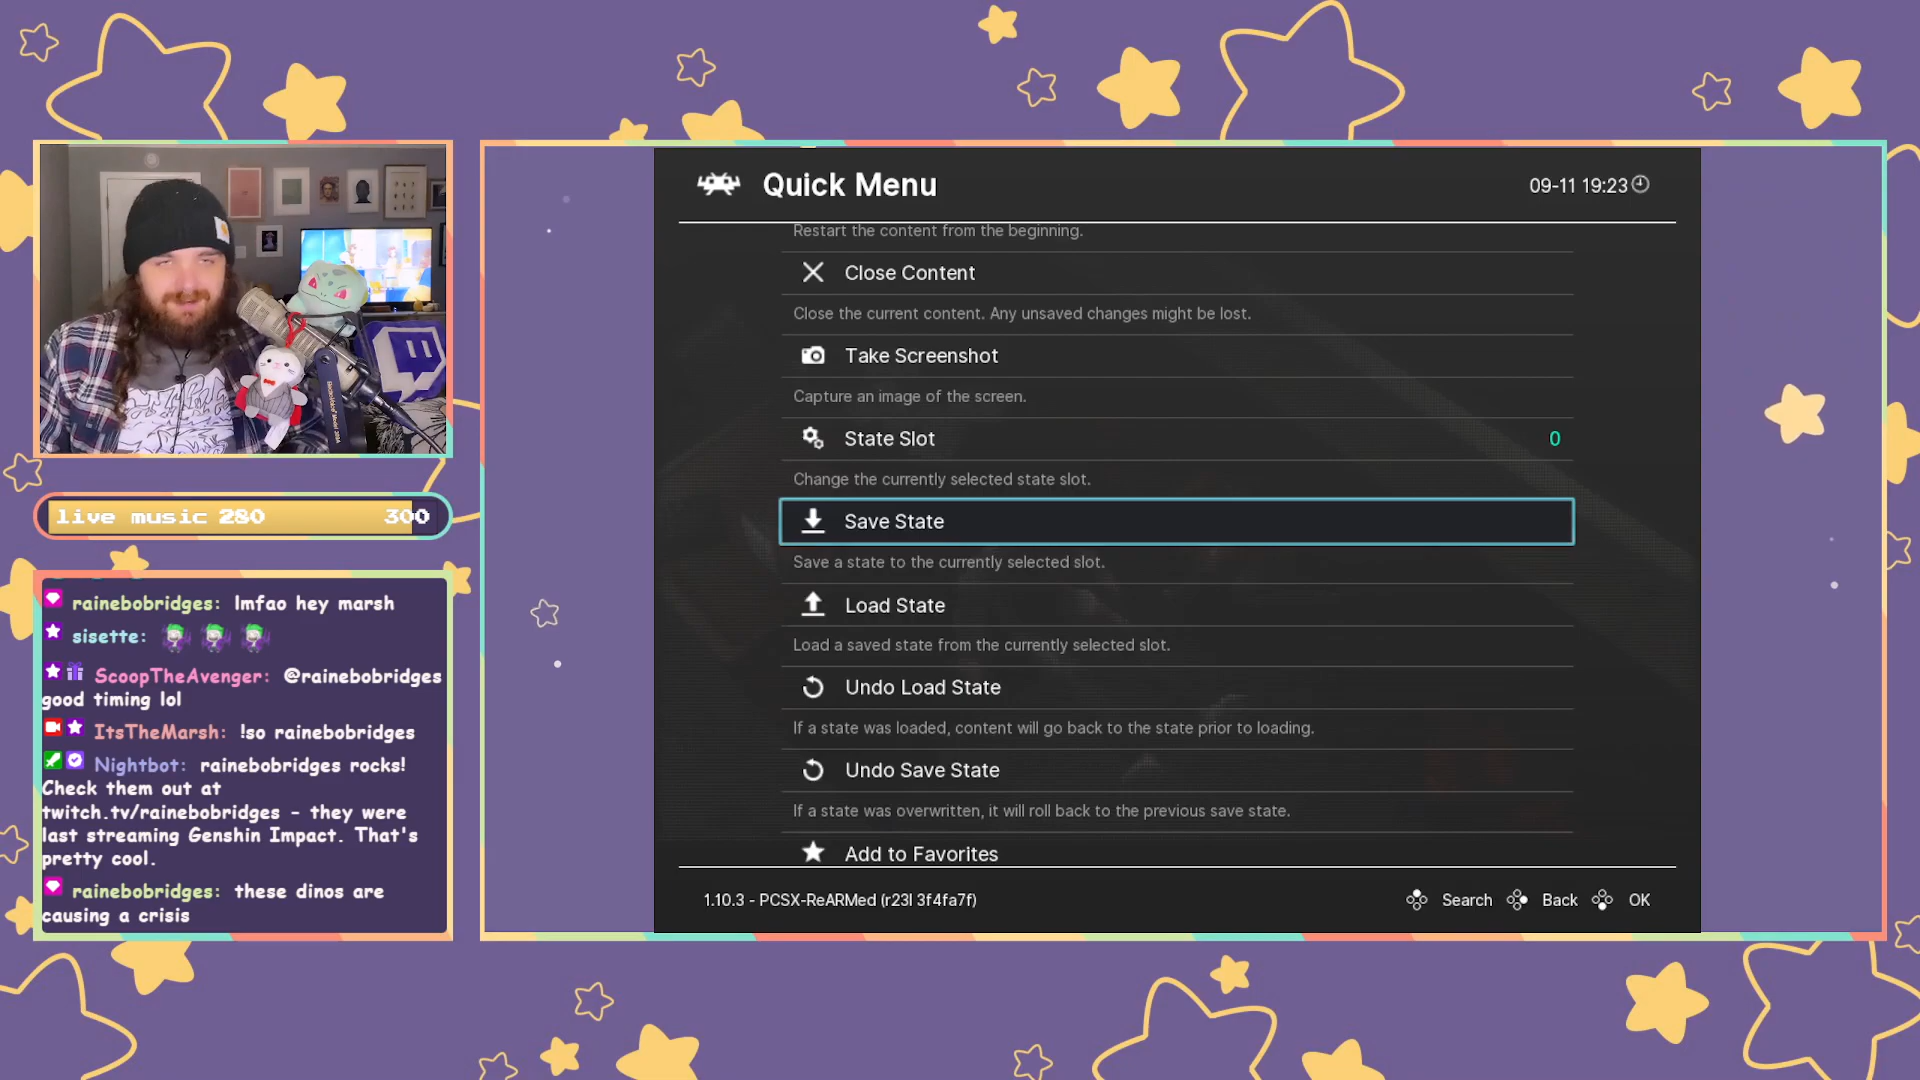 Quick Menu
09-11 19:23
Restart the content from the beginning.
Close Content
Close the current content. Any unsaved changes might be lost.
Take Screenshot
Capture an image of the screen.
State Slot
0
Change the currently selected state slot.
Save State
Save a state to the currently selected slot.
Load State
Load a saved state from the currently selected slot.
Undo Load State
If a state was loaded, content will go back to the state prior to loading.
Undo Save State
If a state was overwritten, it will roll back to the previous save state.
Add to Favorites
1.10.3 - PCSX-ReARMed (r23l 3f4fa7f)
Search Back OK
live music 280 300
rainebobridges: lmfao hey marsh
sisette:
ScoopTheAvenger: @rainebobridges
good timing lol
ItsTheMarsh: !so rainebobridges
Nightbot: rainebobridges rocks!
Check them out at
twitch.tv/rainebobridges - they were
last streaming Genshin Impact. That's
pretty cool.
rainebobridges: these dinos are
causing a crisis